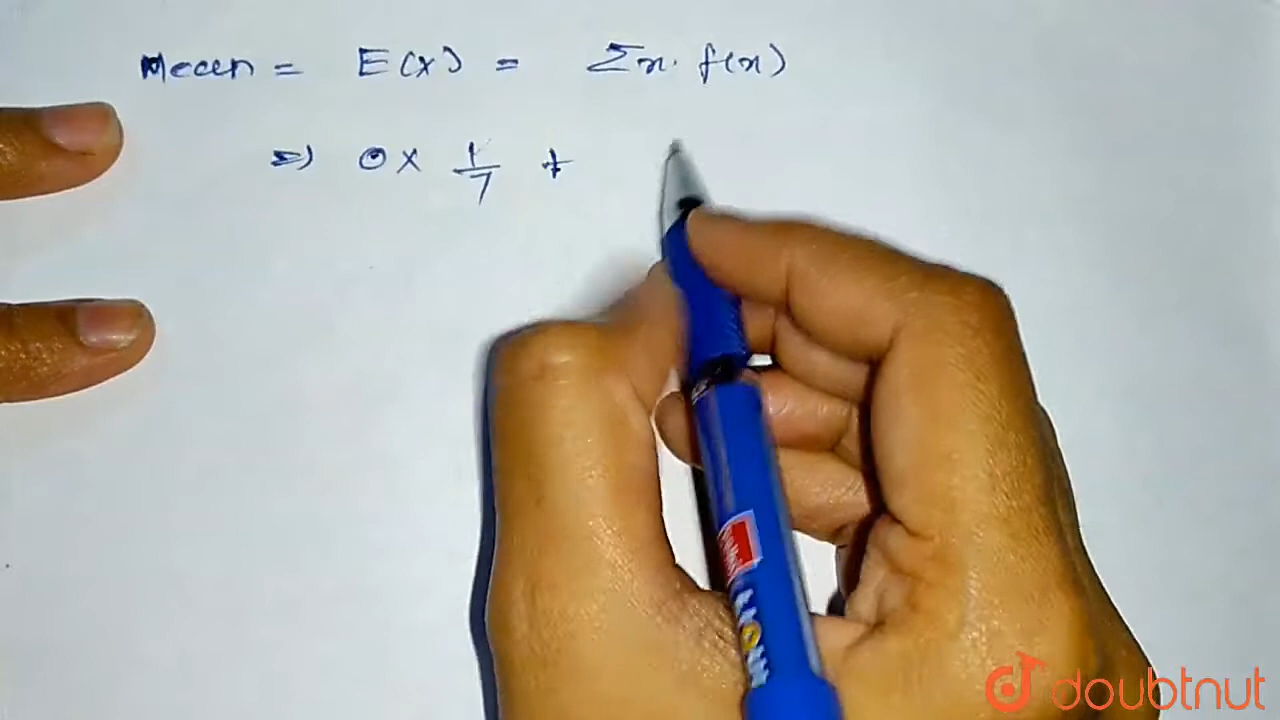 Mean = E(X) = Σx. f(x)
⇒ 0 × 1/7 +
doubtnut